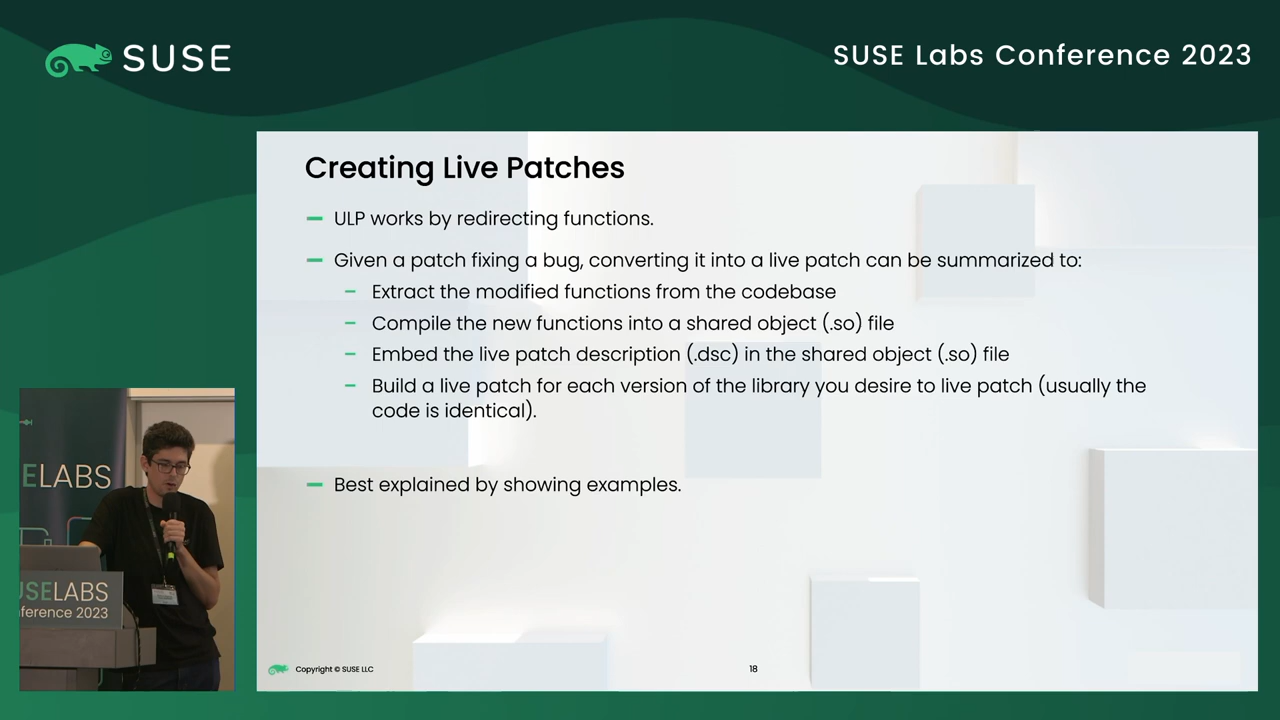 SUSE
SUSE Labs Conference 2023
Creating Live Patches
ULP works by redirecting functions.
Given a patch fixing a bug, converting it into a live patch can be summarized to:
Extract the modified functions from the codebase
Compile the new functions into a shared object (.so) file
Embed the live patch description (.dsc) in the shared object (.so) file
Build a live patch for each version of the library you desire to live patch (usually the
code is identical).
Best explained by showing examples.
ELABS
USELABS
nference 2023
Copyright © SUSE LLC
18